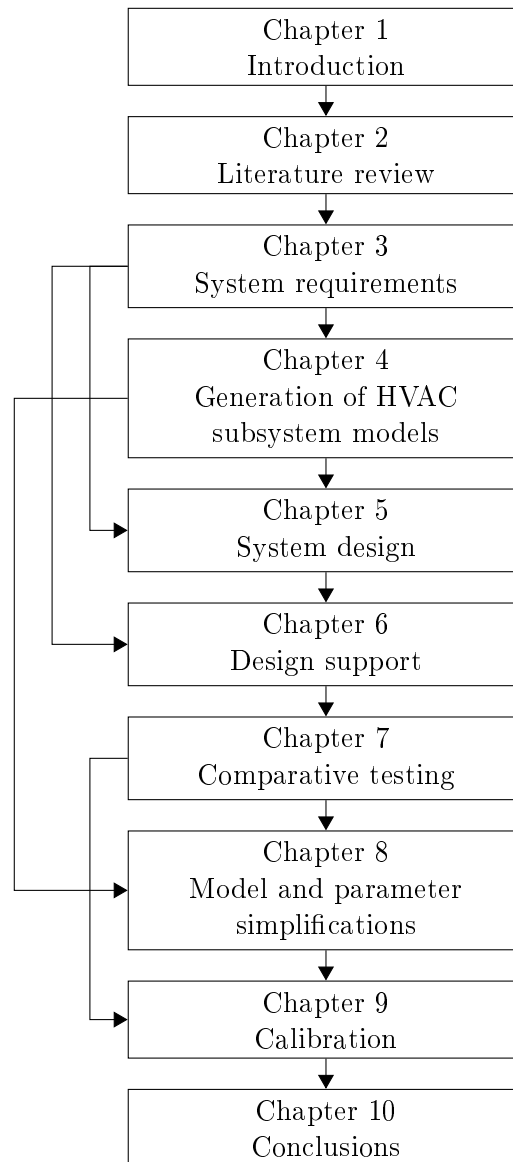 Chapter 1
Introduction
Chapter 2
Literature review
Chapter 3
System requirements
Chapter 4
Generation of HVAC
subsystem models
Chapter 5
System design
Chapter 6
Design support
Chapter 7
Comparative testing
Chapter 8
Model and parameter
simplifications
Chapter 9
Calibration
Chapter 10
Conclusions